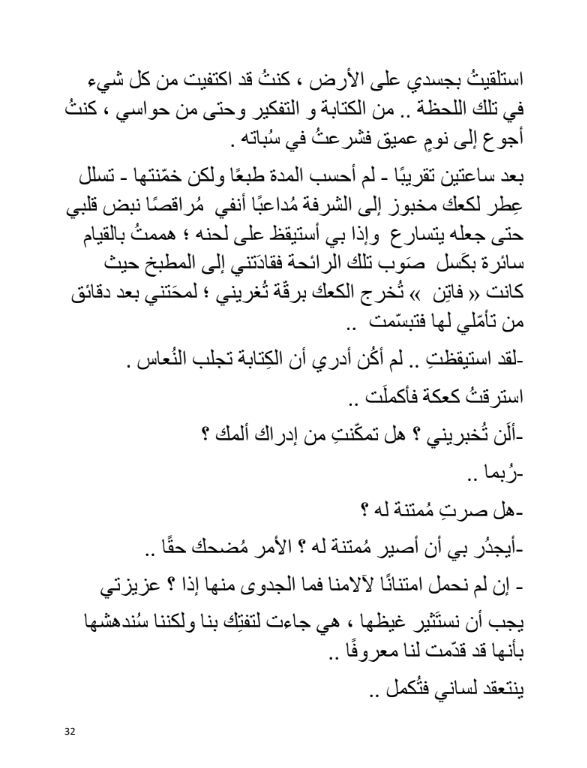 استلقيتُ بجسدي على الأرض ، كنتُ قد اكتفيت من كل شيء
في تلك اللحظة .. من الكتابة و التفكير وحتى من حواسي ، كنتُ
أجوع إلى نومٍ عميق فشرعتُ في سُباته .
بعد ساعتين تقريبًا - لم أحسب المدة طبعًا ولكن خمّنتها - تسلل
عِطر لكعك مخبوز إلى الشرفة مُداعبًا أنفي مُراقصًا نبض قلبي
حتى جعله يتسارع وإذا بي أستيقظ على لحنه ؛ هممتُ بالقيام
سائرة بكَسل صَوب تلك الرائحة فقادَتني إلى المطبخ حيث
كانت « فاتِن » تُخرج الكعك برقّة تُغريني ؛ لمحَتني بعد دقائق
من تأمّلي لها فتبسّمت ..
-لقد استيقظتِ .. لم أكُن أدري أن الكِتابة تجلب النُعاس .
استرقتُ كعكة فأكملَت ..
-ألَن تُخبريني ؟ هل تمكّنتِ من إدراك ألمك ؟
-رُبما ..
-هل صرتِ مُمتنة له ؟
-أيجدُر بي أن أصير مُمتنة له ؟ الأمر مُضحك حقًا ..
- إن لم نحمل امتنانًا لآلامنا فما الجدوى منها إذا ؟ عزيزتي
يجب أن نستَثير غيظها ، هي جاءت لتفتِك بنا ولكننا سُندهشها
بأنها قد قدّمت لنا معروفًا ..
ينتعقد لساني فتُكمل ..
32